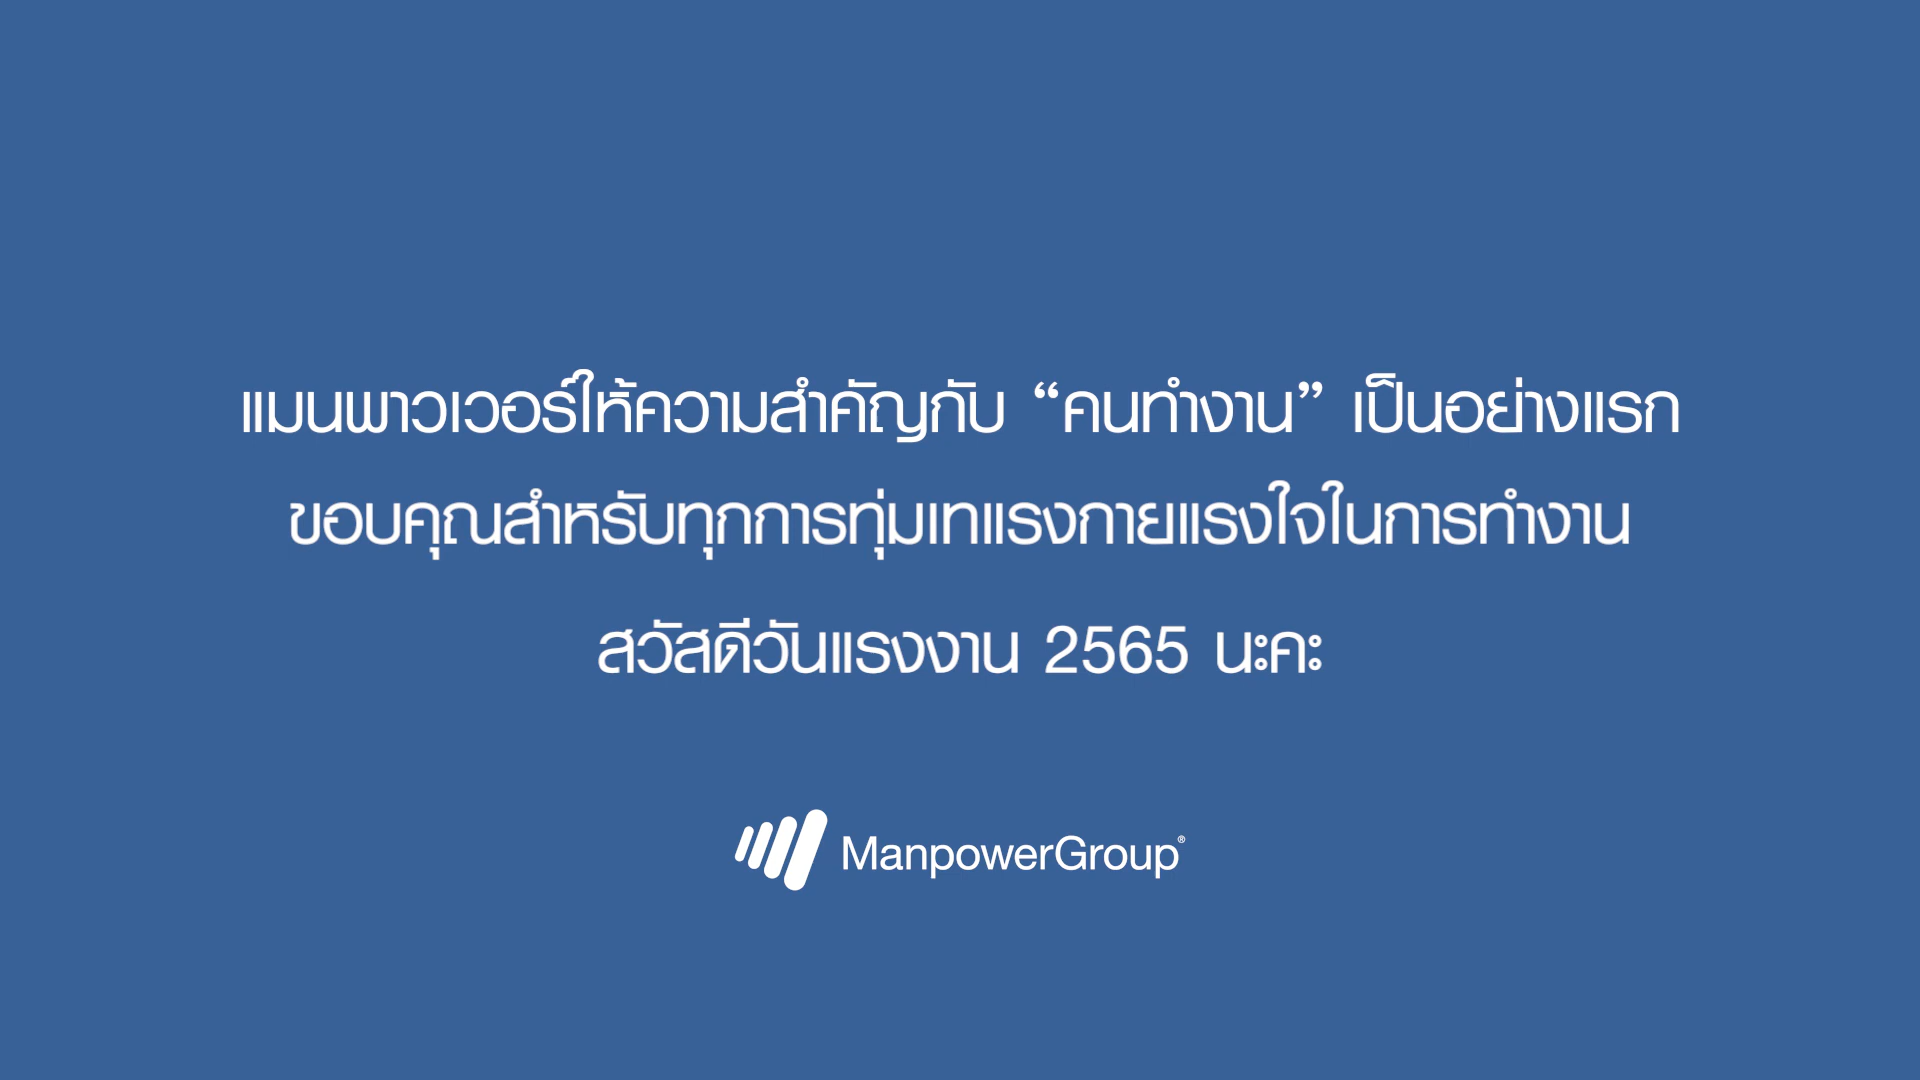 แมนพาวเวอร์ให้ความสำคัญกับ “คนทำงาน” เป็นอย่างแรก
ขอบคุณสำหรับทุกการทุ่มเทแรงกายแรงใจในการทำงาน
สวัสดีวันแรงงาน 2565 นะคะ
ManpowerGroup®